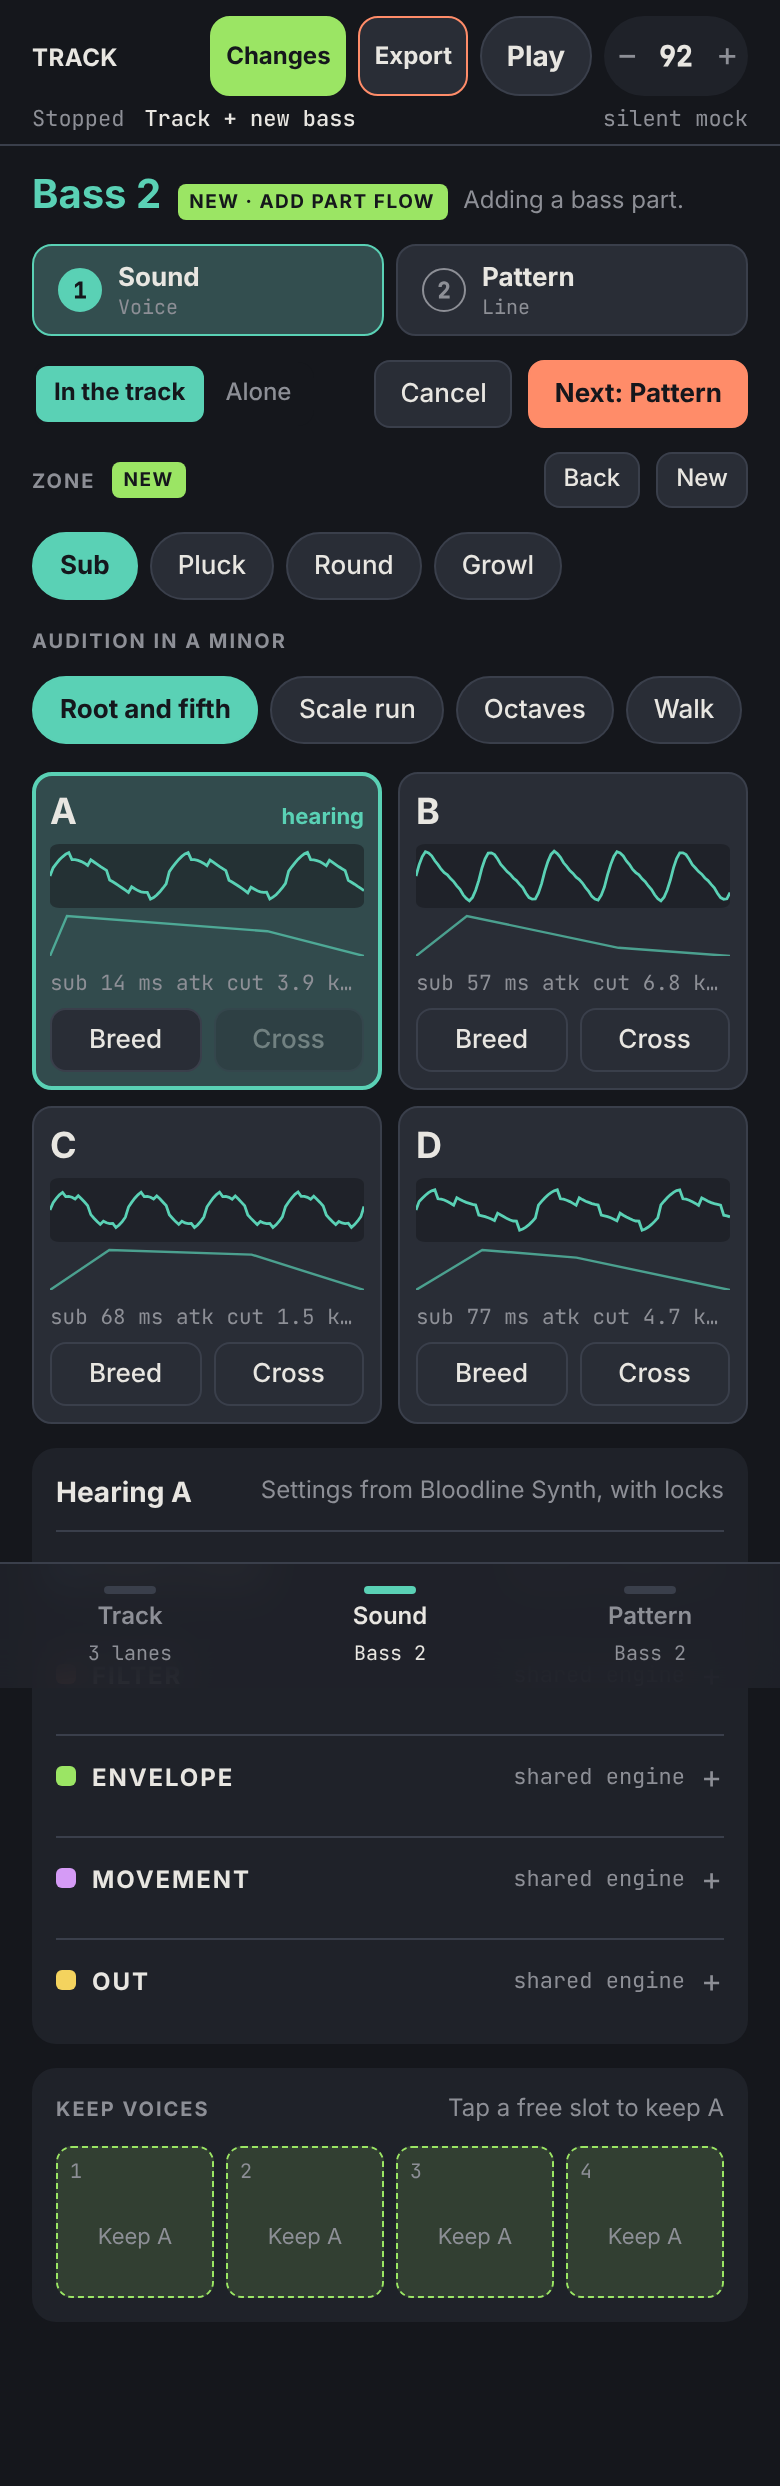 TRACK
Changes
Export
Play
− 92 +
Stopped Track + new bass
silent mock
Bass 2
NEW · ADD PART FLOW
Adding a bass part.
1
Sound
Voice
2
Pattern
Line
In the track
Alone
Cancel
Next: Pattern
ZONE
NEW
Back
New
Sub
Pluck
Round
Growl
AUDITION IN A MINOR
Root and fifth
Scale run
Octaves
Walk
A
hearing
sub 14 ms atk cut 3.9 k…
Breed
Cross
B
sub 57 ms atk cut 6.8 k…
Breed
Cross
C
sub 68 ms atk cut 1.5 k…
Breed
Cross
D
sub 77 ms atk cut 4.7 k…
Breed
Cross
Hearing A
Settings from Bloodline Synth, with locks
Track
3 lanes
Sound
Bass 2
Pattern
Bass 2
FILTER
shared engine +
ENVELOPE
shared engine +
MOVEMENT
shared engine +
OUT
shared engine +
KEEP VOICES
Tap a free slot to keep A
1
Keep A
2
Keep A
3
Keep A
4
Keep A